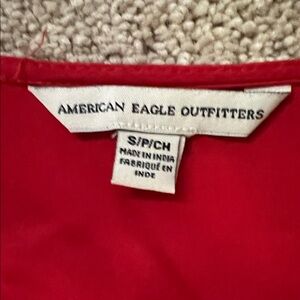 AMERICAN EAGLE OUTFITTERS
S/P/CH
MADE IN INDIA
FABRIQUÉ EN
INDE